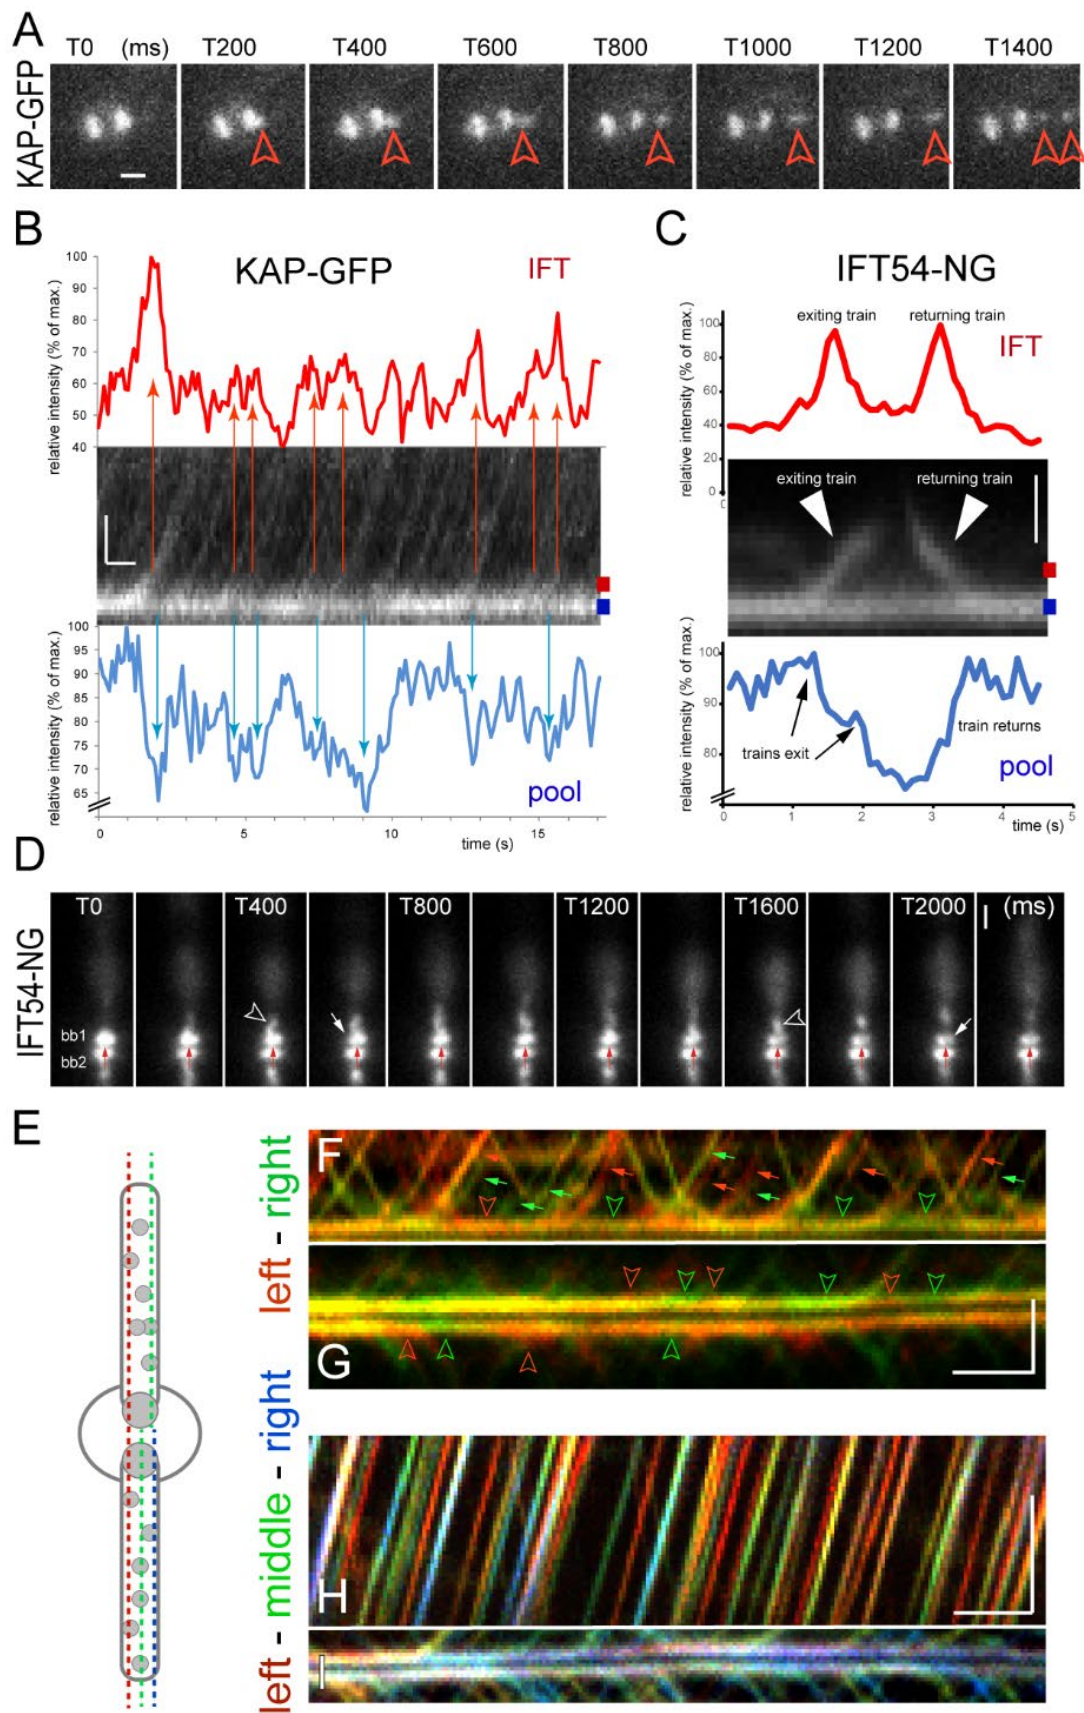 A
T0 (ms) T200 T400 T600 T800 T1000 T1200 T1400
KAP-GFP
B
KAP-GFP
IFT
relative intensity (% of max.)
100
90
80
70
60
50
40
relative intensity (% of max.)
100
95
90
85
80
75
70
65
pool
0 5 10 15
time (s)
C
IFT54-NG
exiting train returning train
IFT
relative intensity (% of max.)
100
80
60
40
20
0
exiting train returning train
relative intensity (% of max.)
100
90
80
trains exit
train returns
pool
0 1 2 3 4 5
time (s)
D
IFT54-NG
T0 T400 T800 T1200 T1600 T2000 (ms)
bb1
bb2
E
left - right
F
G
left - middle - right
H
I